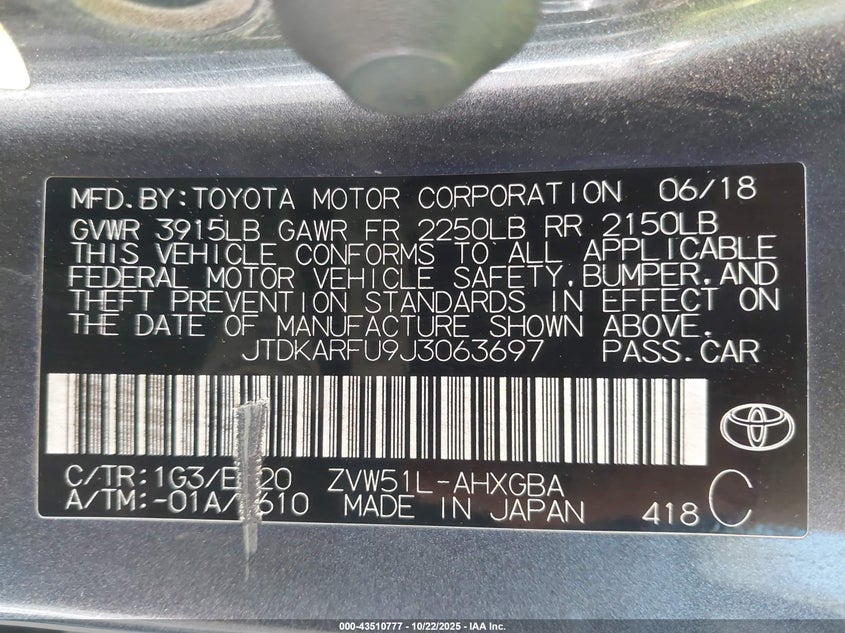 MFD.BY:TOYOTA MOTOR CORPORATION 06/18
GVWR 3915LB GAWR FR 2250LB RR 2150LB
THIS VEHICLE CONFORMS TO ALL APPLICABLE
FEDERAL MOTOR VEHICLE SAFETY,BUMPER,AND
THEFT PREVENTION STANDARDS IN EFFECT ON
THE DATE OF MANUFACTURE SHOWN ABOVE.
JTDKARFU9J3063697 PASS.CAR
C/TR:1G3/ ZVW51L-AHXGBA
A/TM:-01A/ MADE IN JAPAN 418 C
000-43510777 - 10/22/2025 - IAA Inc.